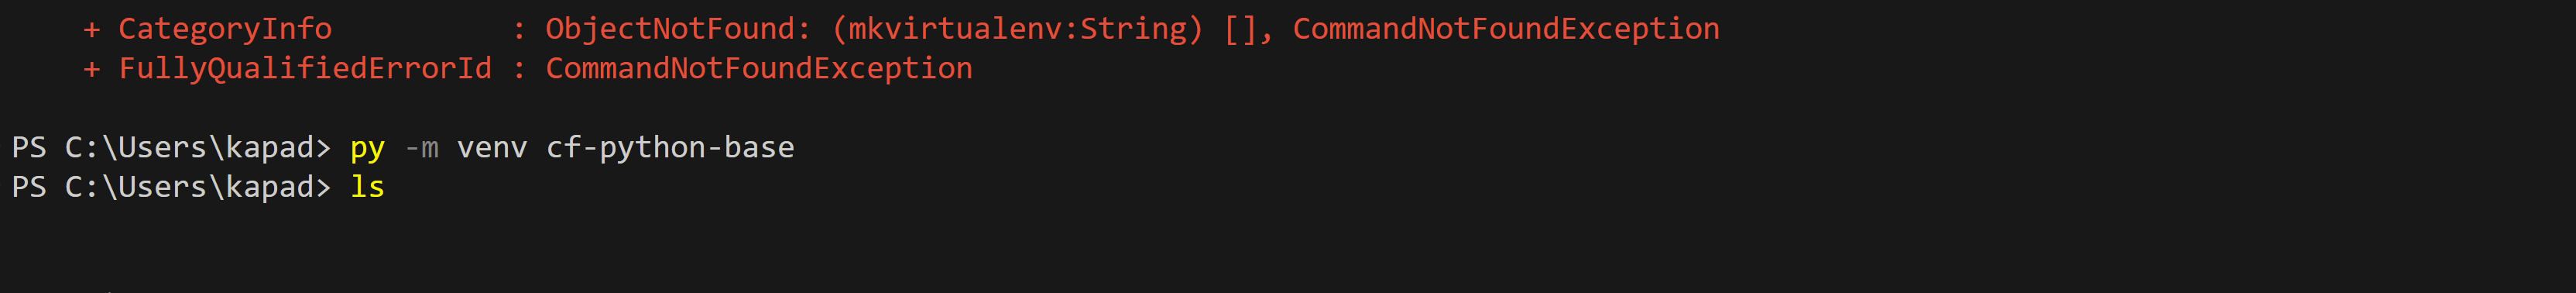 + CategoryInfo          : ObjectNotFound: (mkvirtualenv:String) [], CommandNotFoundException
+ FullyQualifiedErrorId : CommandNotFoundException
PS C:\Users\kapad> py -m venv cf-python-base
PS C:\Users\kapad> ls